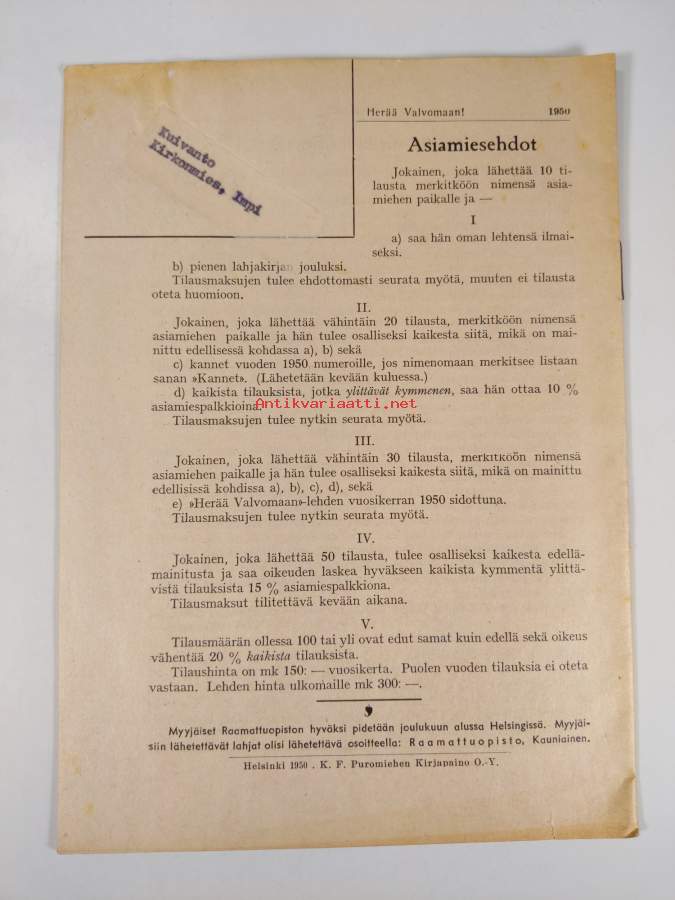 Kuivanto
Kirkonmies, Impi
Herää Valvomaan! 1950
Asiamiesehdot
Jokainen, joka lähettää 10 ti-
lausta merkitköön nimensä asia-
miehen paikalle ja —
I
a) saa hän oman lehtensä ilmai-
seksi.
b) pienen lahjakirjan jouluksi.
Tilausmaksujen tulee ehdottomasti seurata myötä, muuten ei tilausta
oteta huomioon.
II.
Jokainen, joka lähettää vähintäin 20 tilausta, merkitköön nimensä
asiamiehen paikalle ja hän tulee osalliseksi kaikesta siitä, mikä on mai-
nittu edellisessä kohdassa a), b) sekä
c) kannet vuoden 1950 numeroille, jos nimenomaan merkitsee listaan
sanan »Kannet». (Lähetetään kevään kuluessa.)
d) kaikista tilauksista, jotka ylittävät kymmenen, saa hän ottaa 10 %
asiamiespalkkioina.
Antikvariaatti.net
Tilausmaksujen tulee nytkin seurata myötä.
III.
Jokainen, joka lähettää vähintäin 30 tilausta, merkitköön nimensä
asiamiehen paikalle ja hän tulee osalliseksi kaikesta siitä, mikä on mainittu
edellisissä kohdissa a), b), c), d), sekä
e) »Herää Valvomaan»-lehden vuosikerran 1950 sidottuna.
Tilausmaksujen tulee nytkin seurata myötä.
IV.
Jokainen, joka lähettää 50 tilausta, tulee osalliseksi kaikesta edellä-
mainitusta ja saa oikeuden laskea hyväkseen kaikista kymmentä ylittä-
vistä tilauksista 15 % asiamiespalkkiona.
Tilausmaksut tilitettävä kevään aikana.
V.
Tilausmäärän ollessa 100 tai yli ovat edut samat kuin edellä sekä oikeus
vähentää 20 % kaikista tilauksista.
Tilaushinta on mk 150: — vuosikerta. Puolen vuoden tilauksia ei oteta
vastaan. Lehden hinta ulkomaille mk 300: —.
Myyjäiset Raamattuopiston hyväksi pidetään joulukuun alussa Helsingissä. Myyjäi-
siin lähetettävät lahjat olisi lähetettävä osoitteella: Raamattuopisto, Kauniainen.
Helsinki 1950 . K. F. Puromiehen Kirjapaino O.-Y.